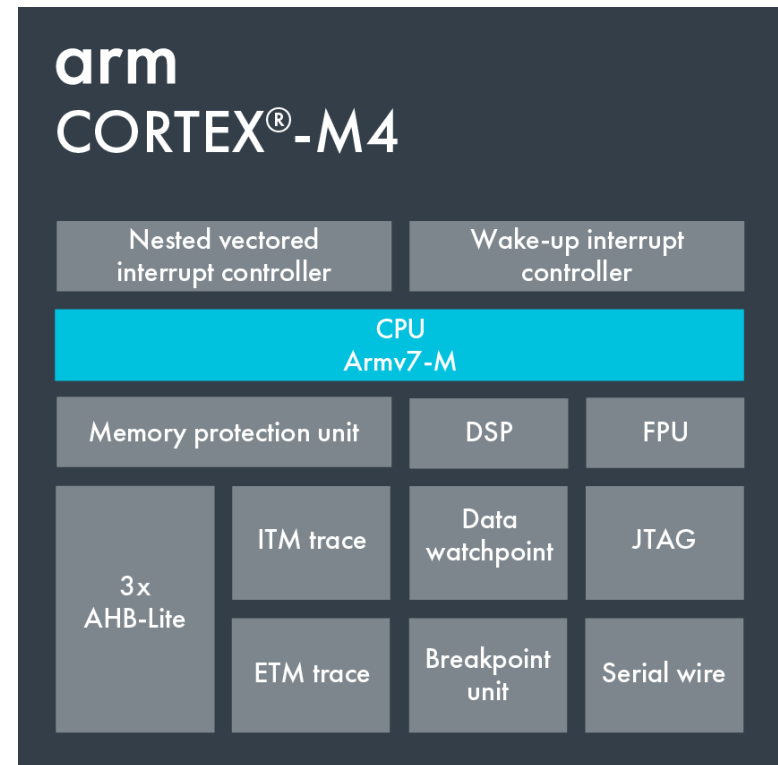 arm
CORTEX®-M4
Nested vectored
interrupt controller
Wake-up interrupt
controller
CPU
Armv7-M
Memory protection unit
DSP
FPU
3x
AHB-Lite
ITM trace
Data
watchpoint
JTAG
ETM trace
Breakpoint
unit
Serial wire